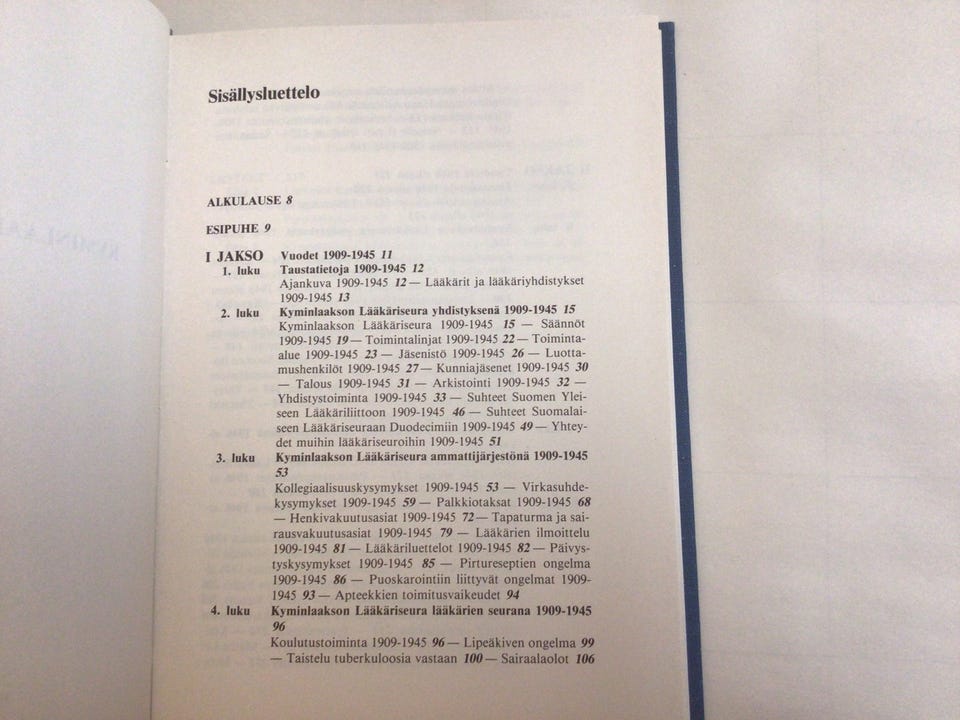 Sisällysluettelo
ALKULAUSE 8
ESIPUHE 9
I JAKSO Vuodet 1909-1945 11
1. luku Taustatietoja 1909-1945 12
Ajankuva 1909-1945 12 — Lääkärit ja lääkäriyhdistykset
1909-1945 13
2. luku Kyminlaakson Lääkäriseura yhdistyksenä 1909-1945 15
Kyminlaakson Lääkäriseura 1909-1945 15 — Säännöt
1909-1945 19 — Toimintalinjat 1909-1945 22 — Toiminta-
alue 1909-1945 23 — Jäsenistö 1909-1945 26 — Luotta-
mushenkilöt 1909-1945 27 — Kunniajäsenet 1909-1945 30
— Talous 1909-1945 31 — Arkistointi 1909-1945 32 —
Yhdistystoiminta 1909-1945 33 — Suhteet Suomen Ylei-
seen Lääkäriliittoon 1909-1945 46 — Suhteet Suomalai-
seen Lääkäriseuraan Duodecimiin 1909-1945 49 — Yhtey-
det muihin lääkäriseuroihin 1909-1945 51
3. luku Kyminlaakson Lääkäriseura ammattijärjestönä 1909-1945
53
Kollegiaalisuuskysymykset 1909-1945 53 — Virkasuhde-
kysymykset 1909-1945 59 — Palkkiotaksat 1909-1945 68
— Henkivakuutusasiat 1909-1945 72 — Tapaturma ja sai-
rausvakuutusasiat 1909-1945 79 — Lääkärien ilmoittelu
1909-1945 81 — Lääkäriluettelot 1909-1945 82 — Päivys-
tyskysymykset 1909-1945 85 — Pirtureseptien ongelma
1909-1945 86 — Puoskarointiin liittyvät ongelmat 1909-
1945 93 — Apteekkien toimitusvaikeudet 94
4. luku Kyminlaakson Lääkäriseura lääkärien seurana 1909-1945
96
Koulutustoiminta 1909-1945 96 — Lipeäkiven ongelma 99
— Taistelu tuberkuloosia vastaan 100 — Sairaalaolot 106